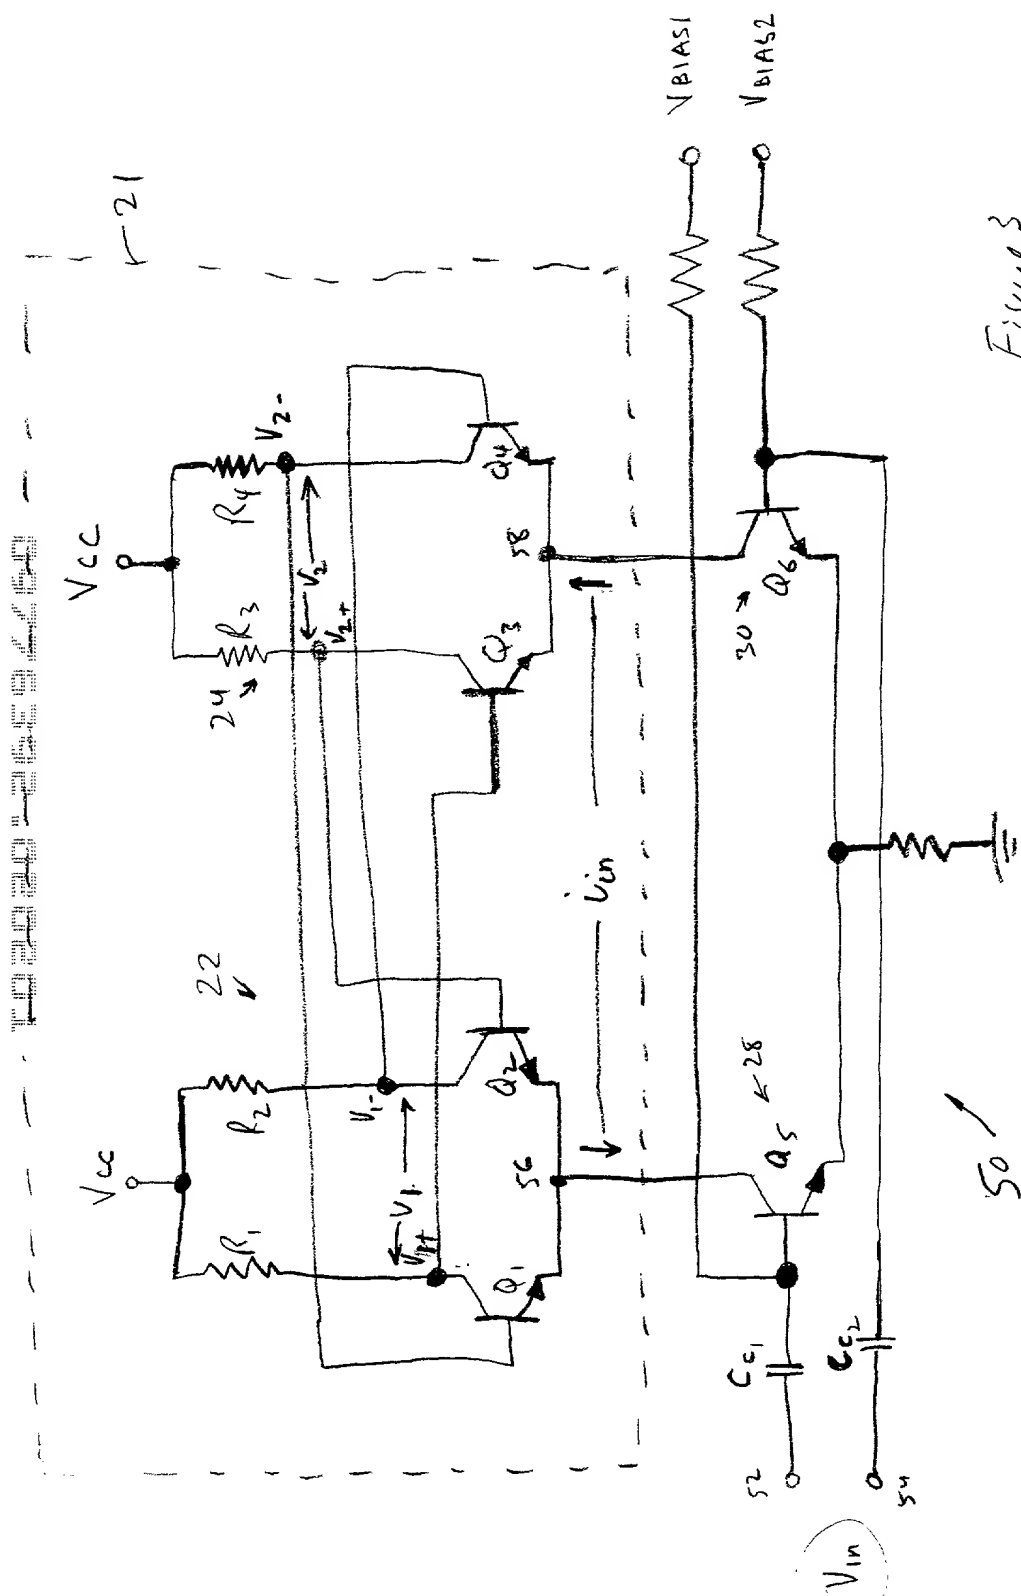 21
Vcc
Vcc
R1
R2
22
24
R3
R4
V2-
V2
V2+
V1-
V1
V1+
Q1
Q2
Q3
Q4
56
58
iin
VBIAS1
VBIAS2
Q5
28
30
Q6
Cc1
Cc2
52
54
Vin
50
Figure 3